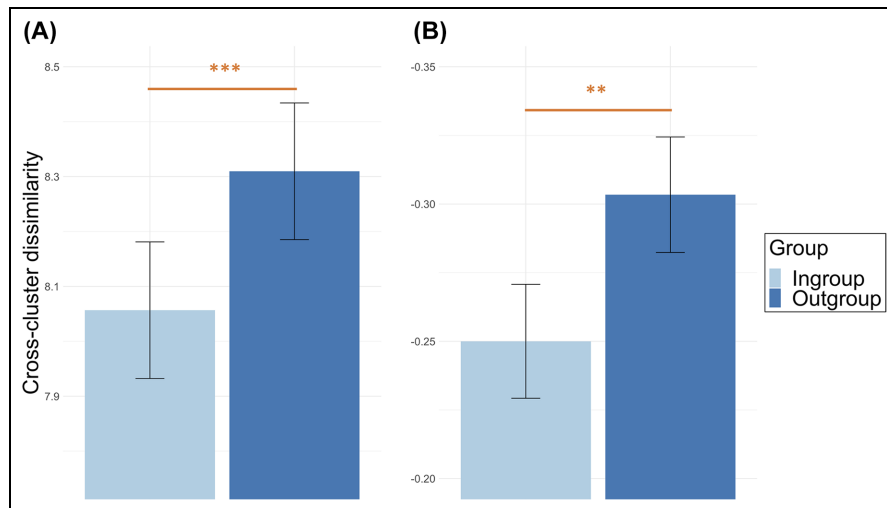 (A)
(B)
Cross-cluster dissimilarity
8.5
8.3
8.1
7.9
***
-0.35
-0.30
-0.25
-0.20
**
Group
Ingroup
Outgroup